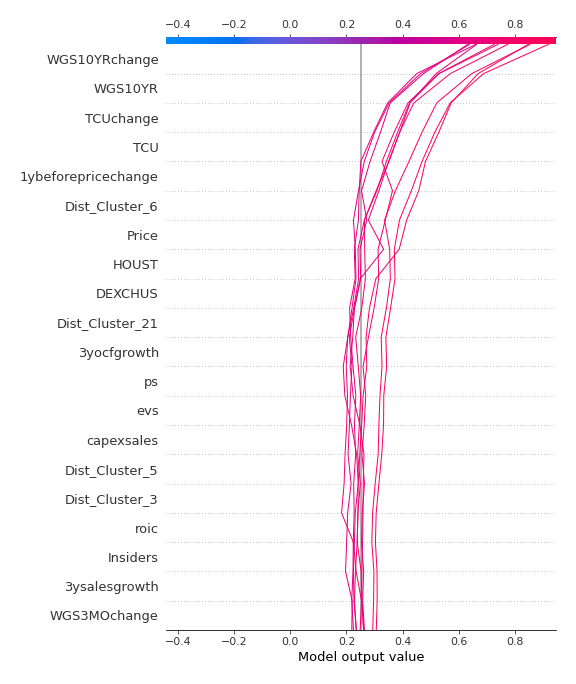 −0.4 −0.2 0.0 0.2 0.4 0.6 0.8
WGS10YRchange
WGS10YR
TCUchange
TCU
1ybeforepricechange
Dist_Cluster_6
Price
HOUST
DEXCHUS
Dist_Cluster_21
3yocfgrowth
ps
evs
capexsales
Dist_Cluster_5
Dist_Cluster_3
roic
Insiders
3ysalesgrowth
WGS3MOchange
−0.4 −0.2 0.0 0.2 0.4 0.6 0.8
Model output value